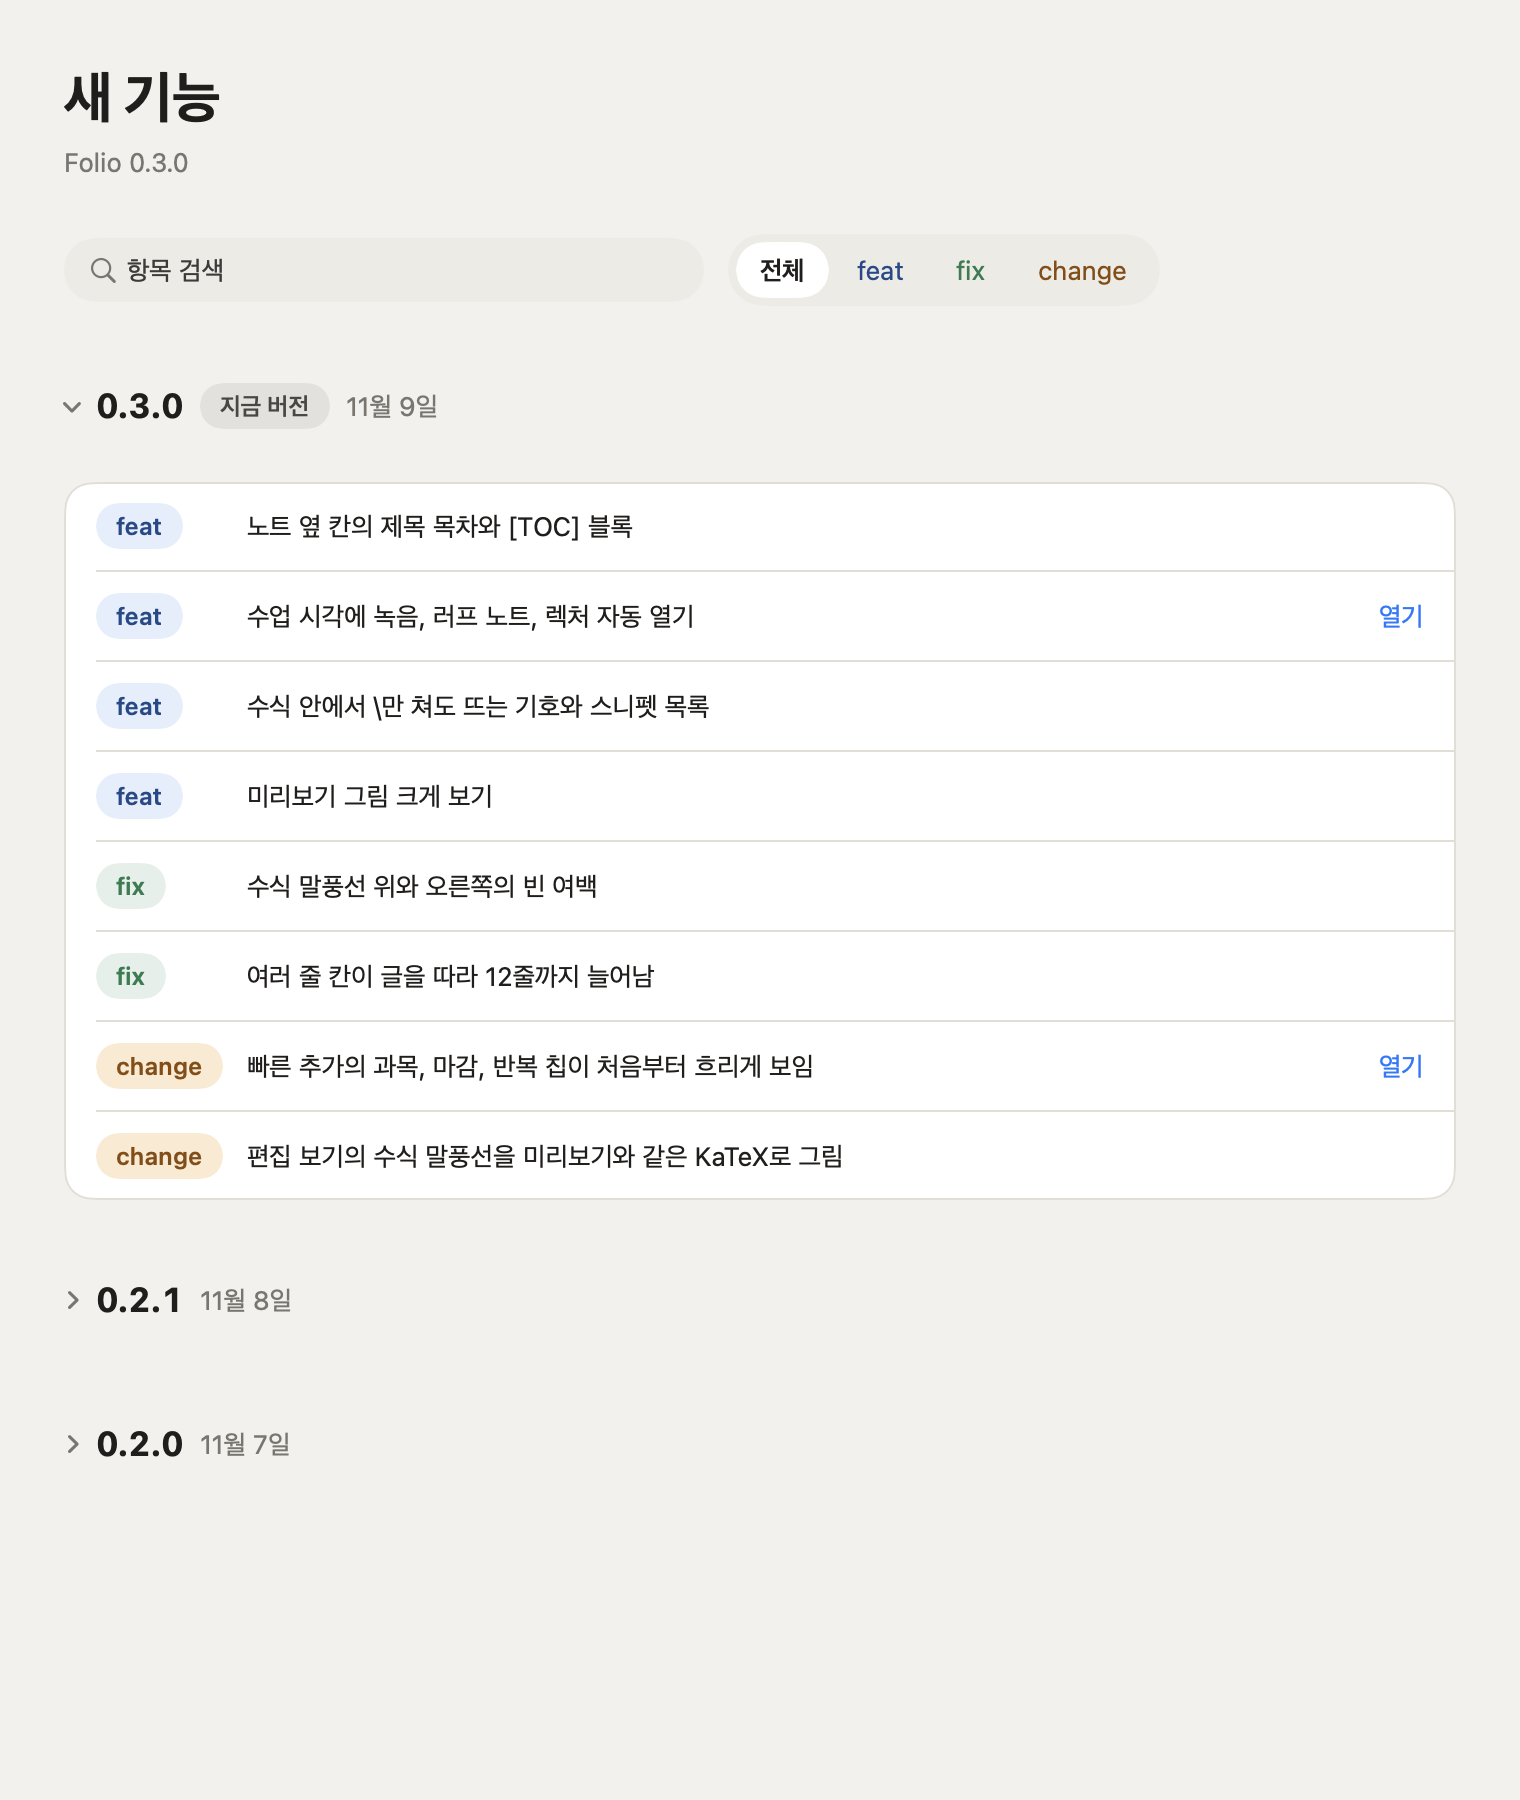 새 기능
Folio 0.3.0
항목 검색
전체 feat fix change
0.3.0 지금 버전 11월 9일
feat 노트 옆 칸의 제목 목차와 [TOC] 블록
feat 수업 시각에 녹음, 러프 노트, 렉처 자동 열기 열기
feat 수식 안에서 \만 쳐도 뜨는 기호와 스니펫 목록
feat 미리보기 그림 크게 보기
fix 수식 말풍선 위와 오른쪽의 빈 여백
fix 여러 줄 칸이 글을 따라 12줄까지 늘어남
change 빠른 추가의 과목, 마감, 반복 칩이 처음부터 흐리게 보임 열기
change 편집 보기의 수식 말풍선을 미리보기와 같은 KaTeX로 그림
0.2.1 11월 8일
0.2.0 11월 7일